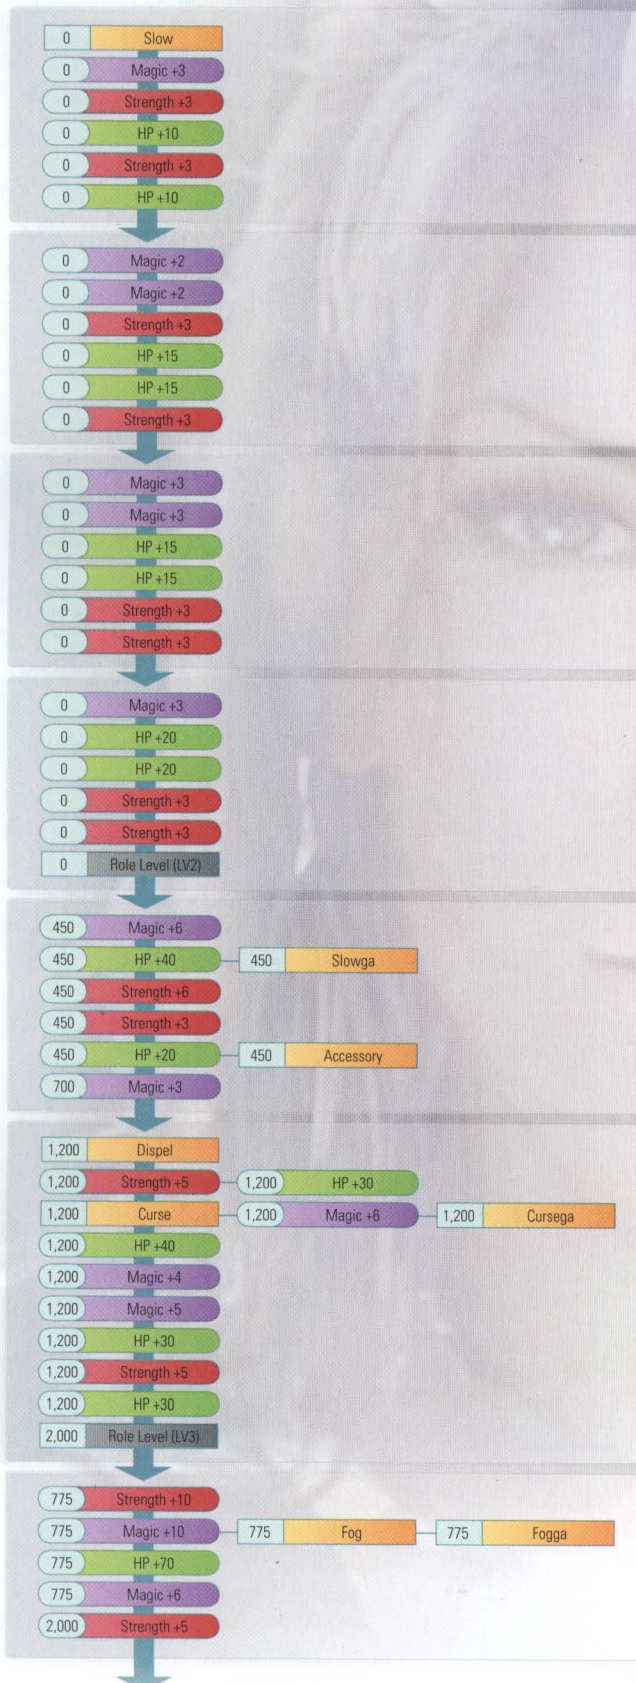 0 Slow
0 Magic +3
0 Strength +3
0 HP +10
0 Strength +3
0 HP +10
0 Magic +2
0 Magic +2
0 Strength +3
0 HP +15
0 HP +15
0 Strength +3
0 Magic +3
0 Magic +3
0 HP +15
0 HP +15
0 Strength +3
0 Strength +3
0 Magic +3
0 HP +20
0 HP +20
0 Strength +3
0 Strength +3
0 Role Level (LV2)
450 Magic +6
450 HP +40 450 Slowga
450 Strength +6
450 Strength +3
450 HP +20 450 Accessory
700 Magic +3
1,200 Dispel
1,200 Strength +5 1,200 HP +30
1,200 Curse 1,200 Magic +6 1,200 Cursega
1,200 HP +40
1,200 Magic +4
1,200 Magic +5
1,200 HP +30
1,200 Strength +5
1,200 HP +30
2,000 Role Level (LV3)
775 Strength +10
775 Magic +10 775 Fog 775 Fogga
775 HP +70
775 Magic +6
2,000 Strength +5